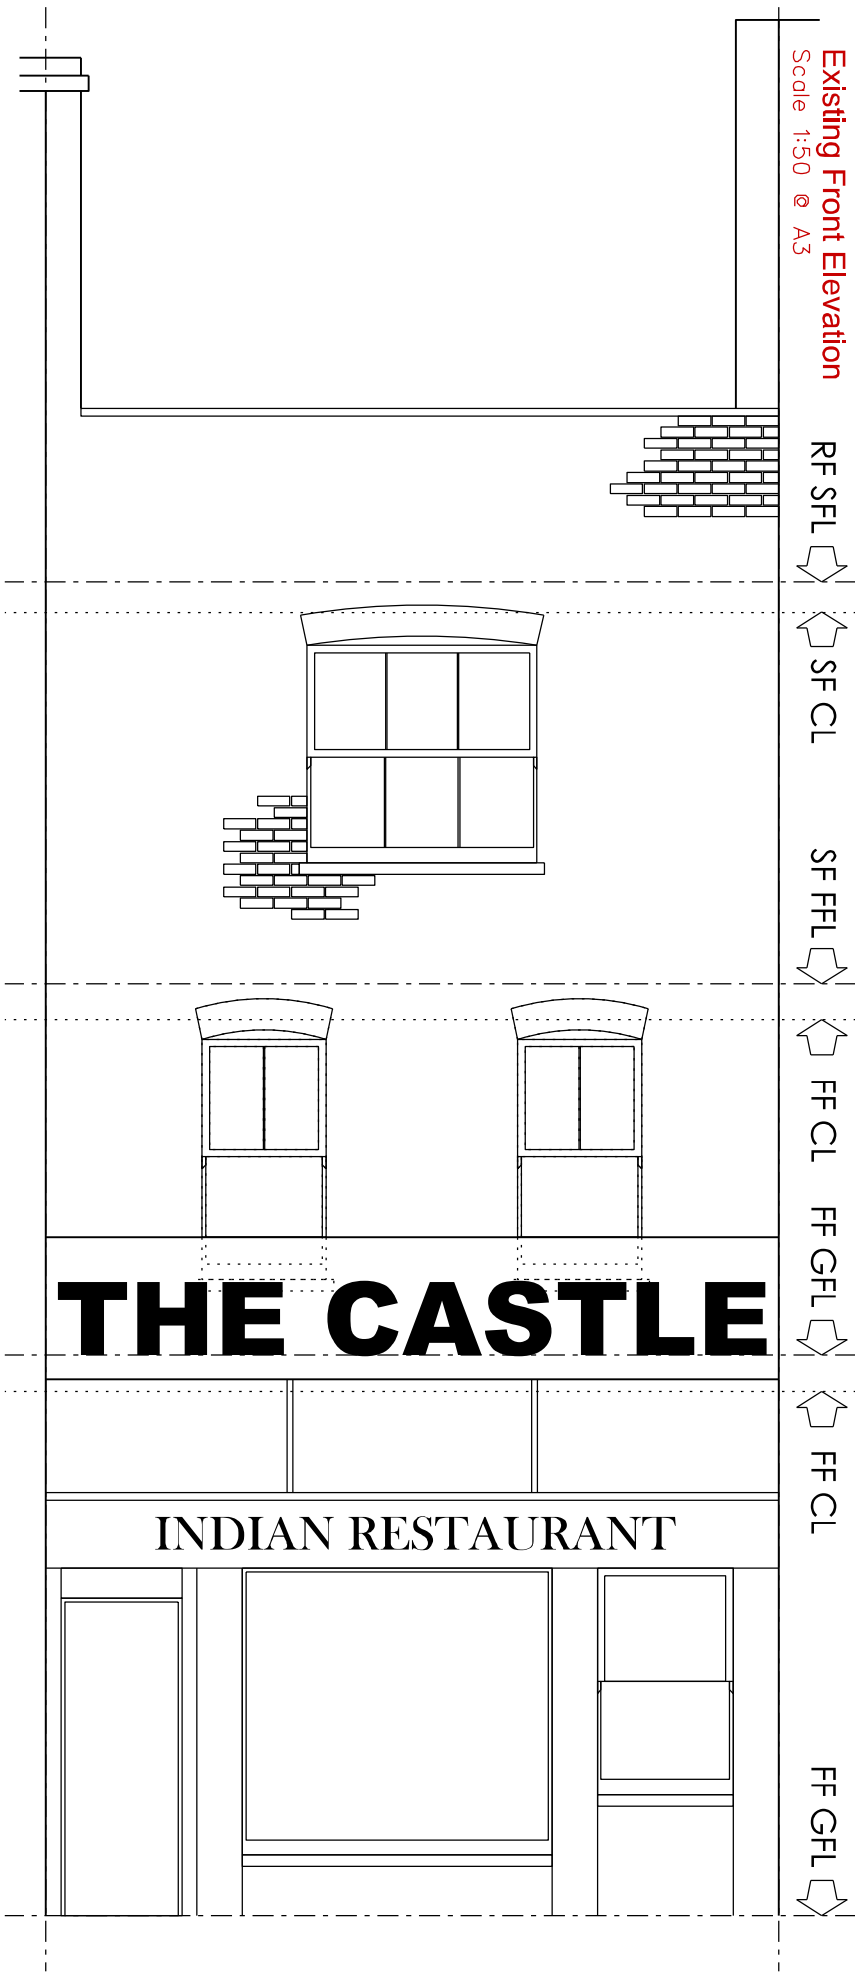 Existing Front Elevation
Scale 1:50 @ A3
RF SFL
SF CL
SF FFL
FF CL
FF GFL
THE CASTLE
FF CL
INDIAN RESTAURANT
FF GFL